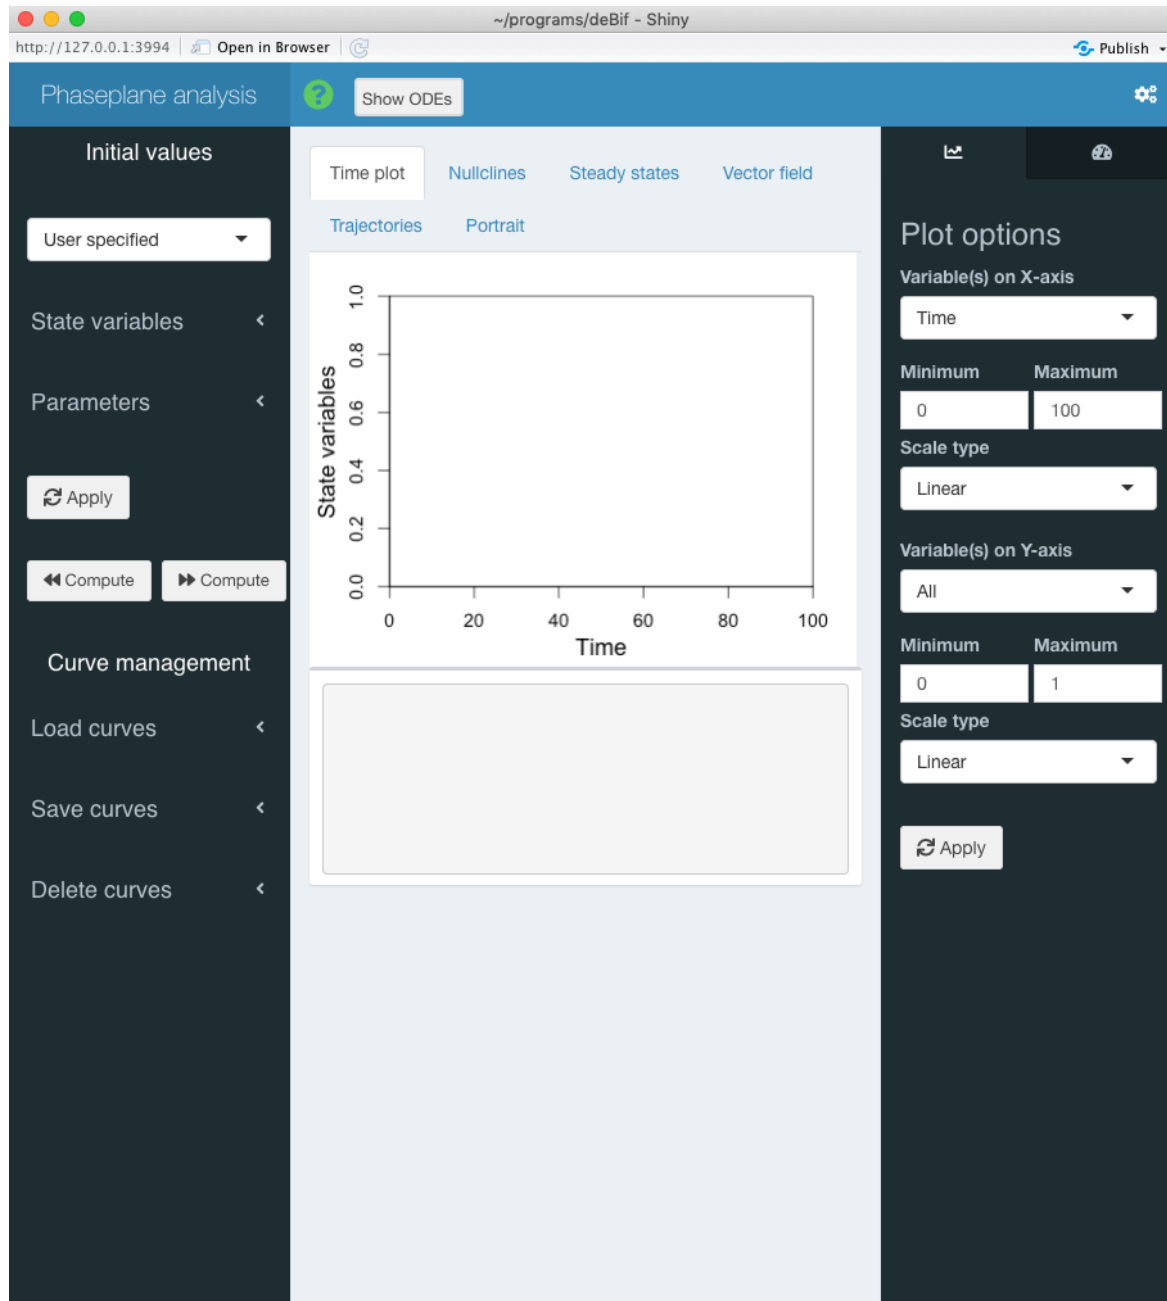 ~/programs/deBif - Shiny
http://127.0.0.1:3994 Open in Browser Publish
Phaseplane analysis
? Show ODEs
Initial values
User specified
State variables
Parameters
Apply
Compute Compute
Curve management
Load curves
Save curves
Delete curves
Time plot Nullclines Steady states Vector field
Trajectories Portrait
State variables
1.0
0.8
0.6
0.4
0.2
0.0
0 20 40 60 80 100
Time
Plot options
Variable(s) on X-axis
Time
Minimum Maximum
0 100
Scale type
Linear
Variable(s) on Y-axis
All
Minimum Maximum
0 1
Scale type
Linear
Apply